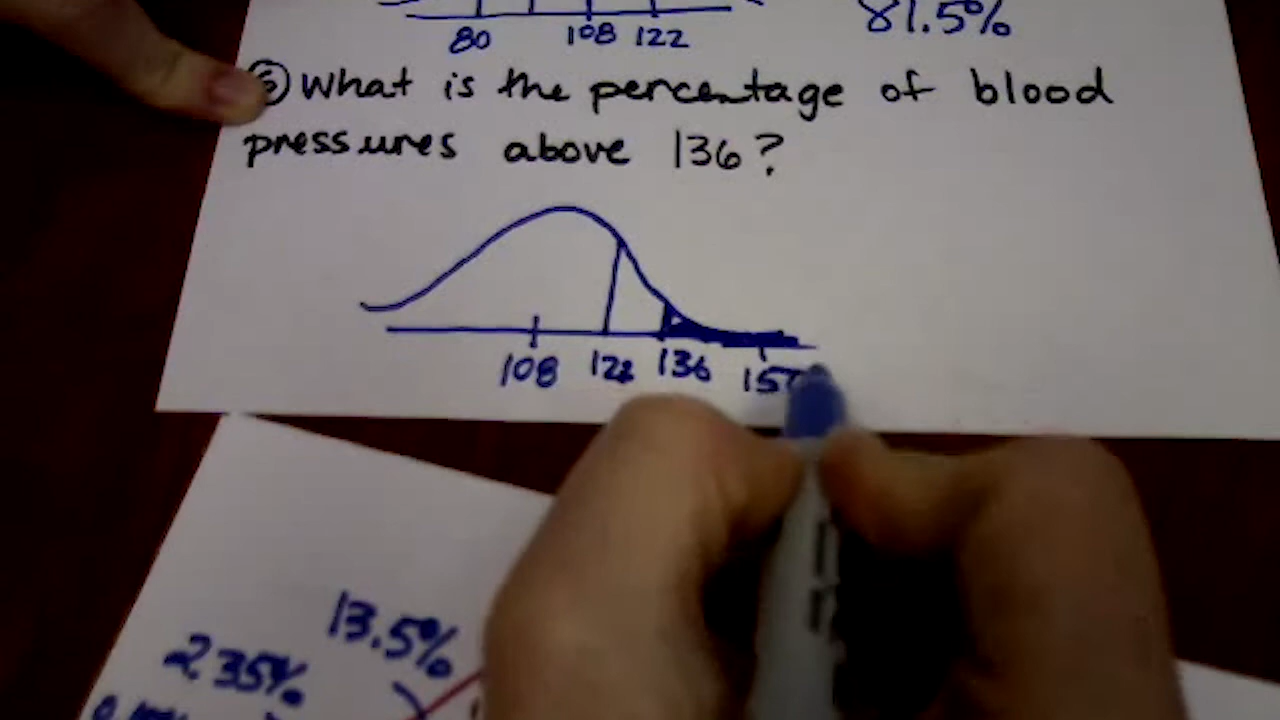 80 108 122
81.5%
What is the percentage of blood
pressures above 136?
108 122 136
13.5%
2.35%